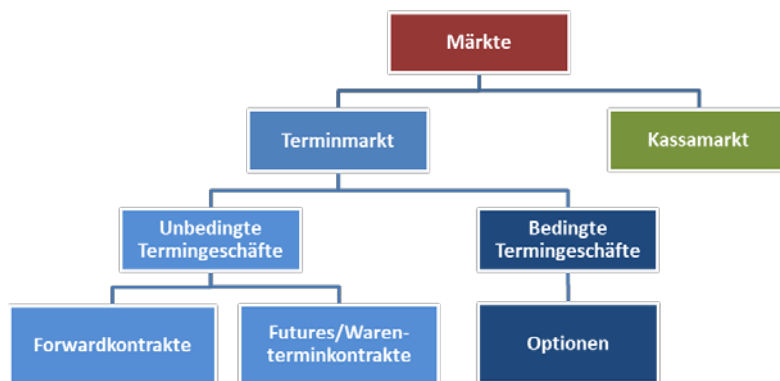 Märkte
Terminmarkt
Kassamarkt
Unbedingte
Termingeschäfte
Bedingte
Termingeschäfte
Forwardkontrakte
Futures/Waren-
terminkontrakte
Optionen